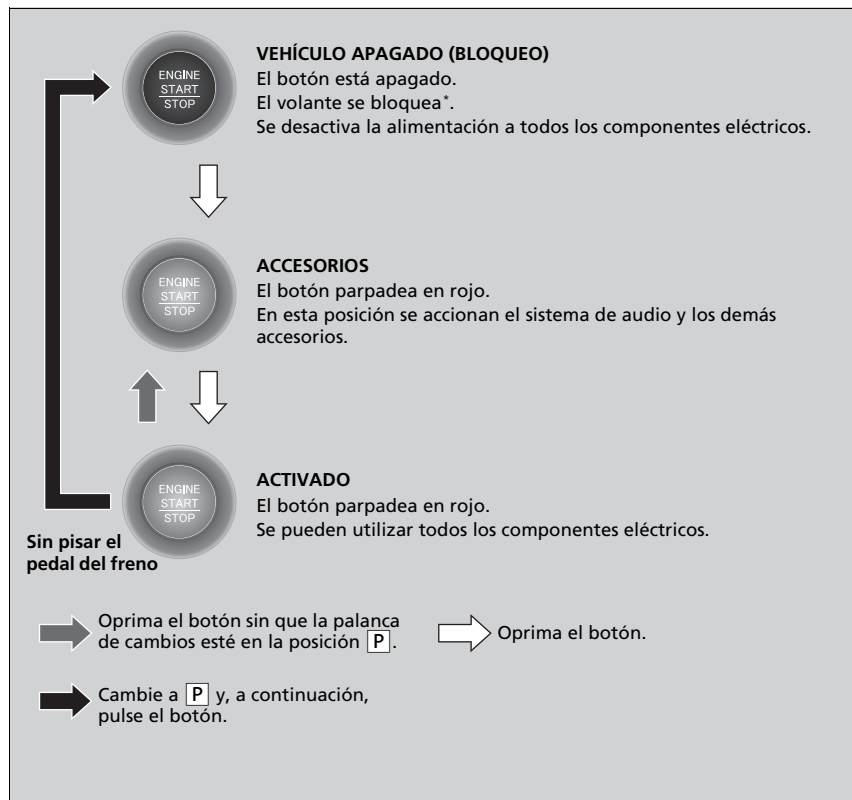 ENGINE
START
STOP
VEHÍCULO APAGADO (BLOQUEO)
El botón está apagado.
El volante se bloquea*.
Se desactiva la alimentación a todos los componentes eléctricos.
ENGINE
START
STOP
ACCESORIOS
El botón parpadea en rojo.
En esta posición se accionan el sistema de audio y los demás
accesorios.
ENGINE
START
STOP
ACTIVADO
El botón parpadea en rojo.
Se pueden utilizar todos los componentes eléctricos.
Sin pisar el
pedal del freno
Oprima el botón sin que la palanca
de cambios esté en la posición P.
Oprima el botón.
Cambie a P y, a continuación,
pulse el botón.